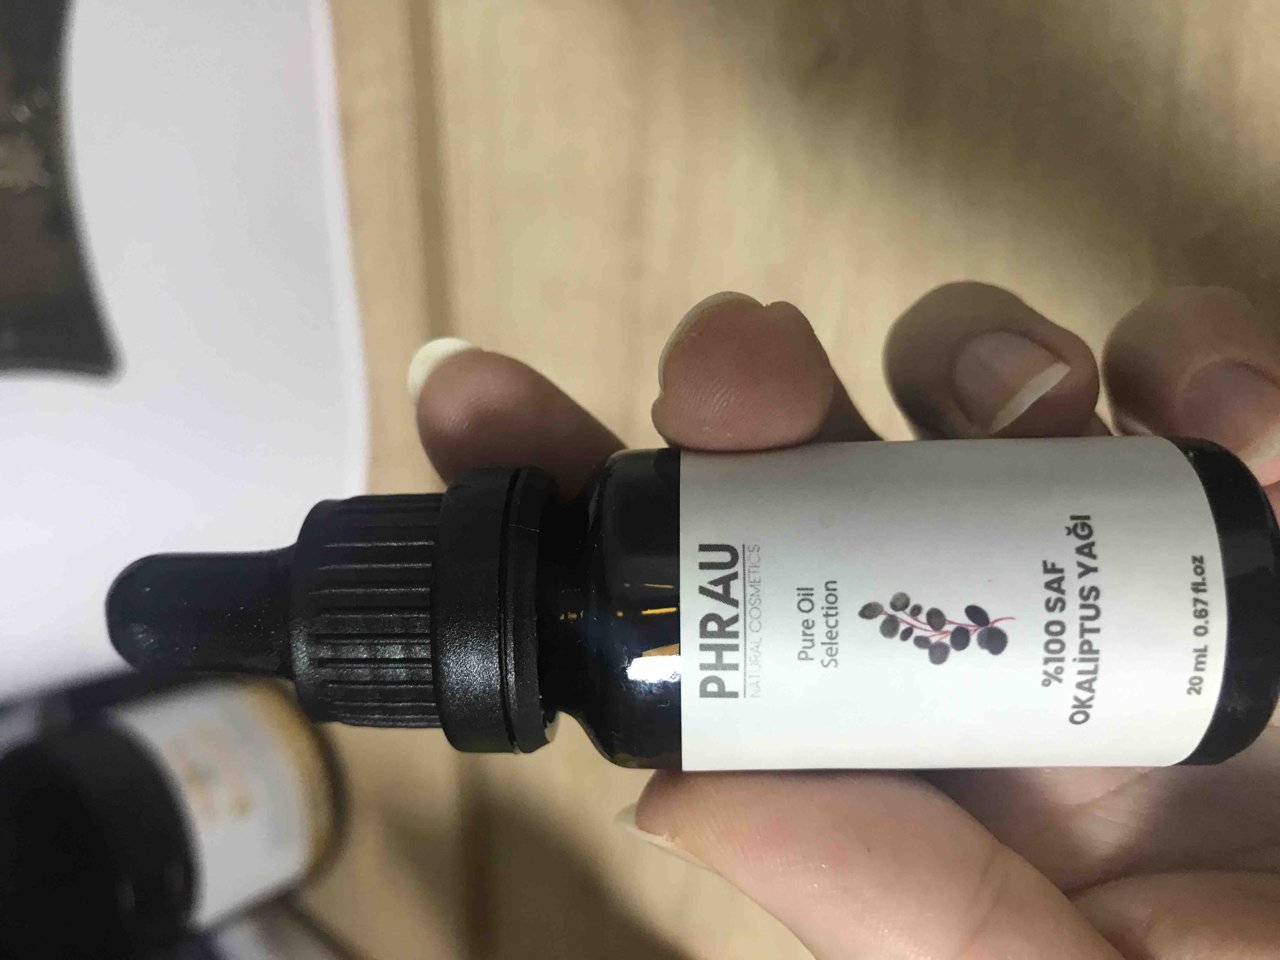 PHRAU
NATURAL COSMETICS
Pure Oil
Selection
%100 SAF
OKALİPTUS YAĞI
20 mL 0.67 fl.oz